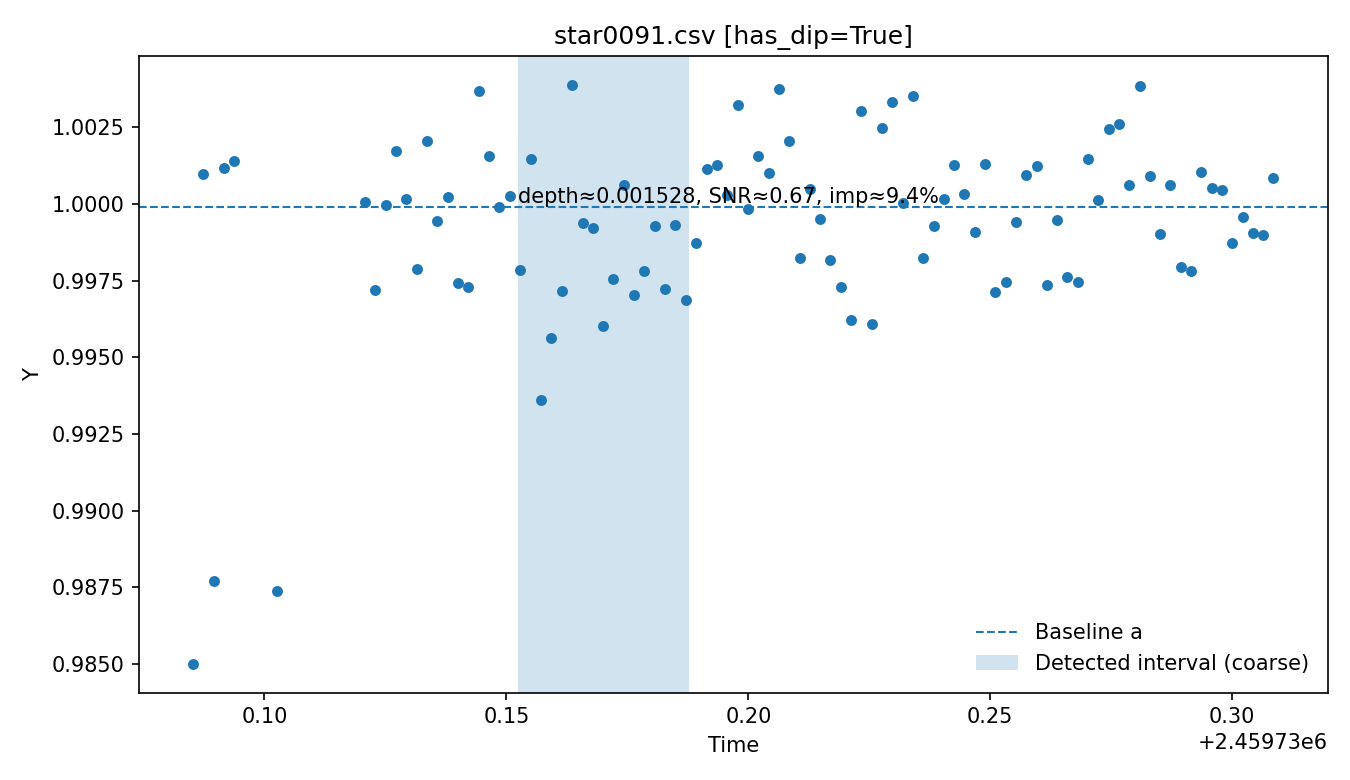 star0091.csv [has_dip=True]
Y
1.0025
1.0000
0.9975
0.9950
0.9925
0.9900
0.9875
0.9850
depth≈0.001528, SNR≈0.67, imp≈9.4%
Baseline a
Detected interval (coarse)
0.10 0.15 0.20 0.25 0.30
Time
+2.45973e6